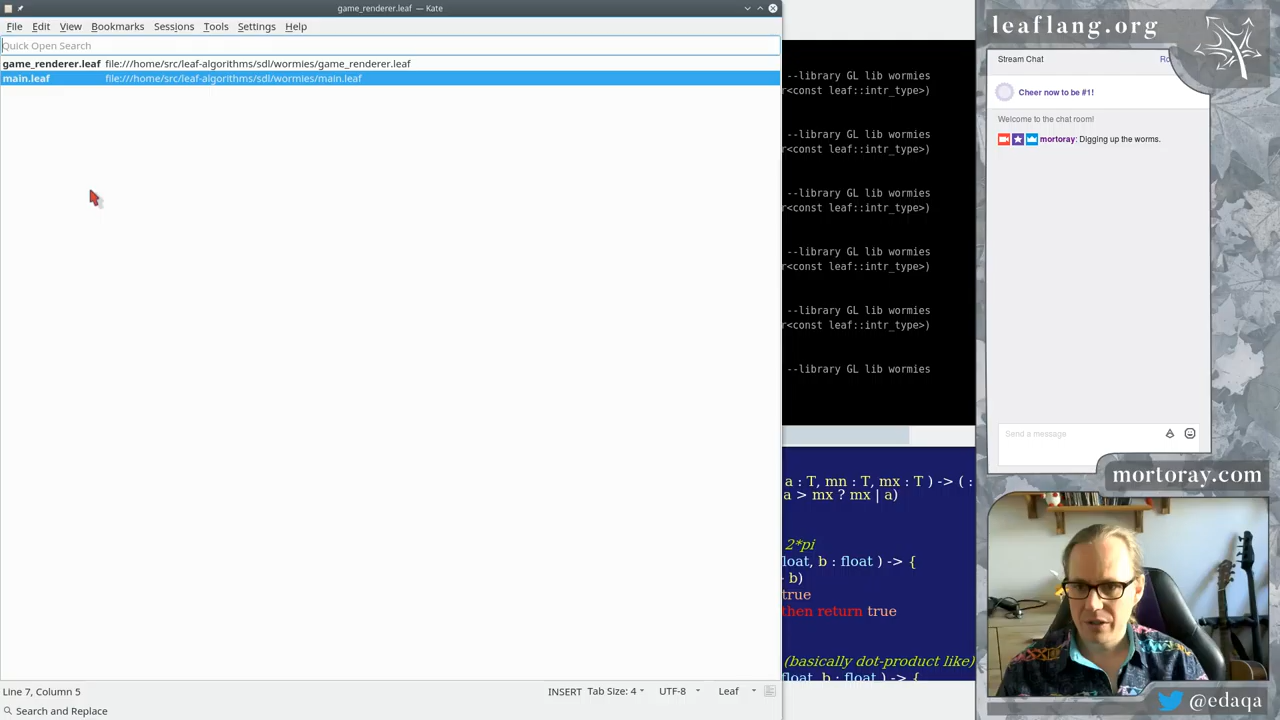 game_renderer.leaf — Kate
File Edit View Bookmarks Sessions Tools Settings Help
Quick Open Search
game_renderer.leaf file:///home/src/leaf-algorithms/sdl/wormies/game_renderer.leaf
main.leaf file:///home/src/leaf-algorithms/sdl/wormies/main.leaf
Line 7, Column 5
INSERT Tab Size: 4 UTF-8 Leaf
Search and Replace
--library GL lib wormies
r<const leaf::intr_type>)
--library GL lib wormies
r<const leaf::intr_type>)
--library GL lib wormies
r<const leaf::intr_type>)
--library GL lib wormies
r<const leaf::intr_type>)
--library GL lib wormies
r<const leaf::intr_type>)
--library GL lib wormies
a : T, mn : T, mx : T ) -> ( :
a > mx ? mx | a)
2*pi
loat, b : float ) -> {
b)
true
then return true
(basically dot-product like)
float, b : float ) -> {
leaflang.org
Stream Chat
Ro
Cheer now to be #1!
Welcome to the chat room!
mortoray: Digging up the worms.
Send a message
mortoray.com
@edaqa